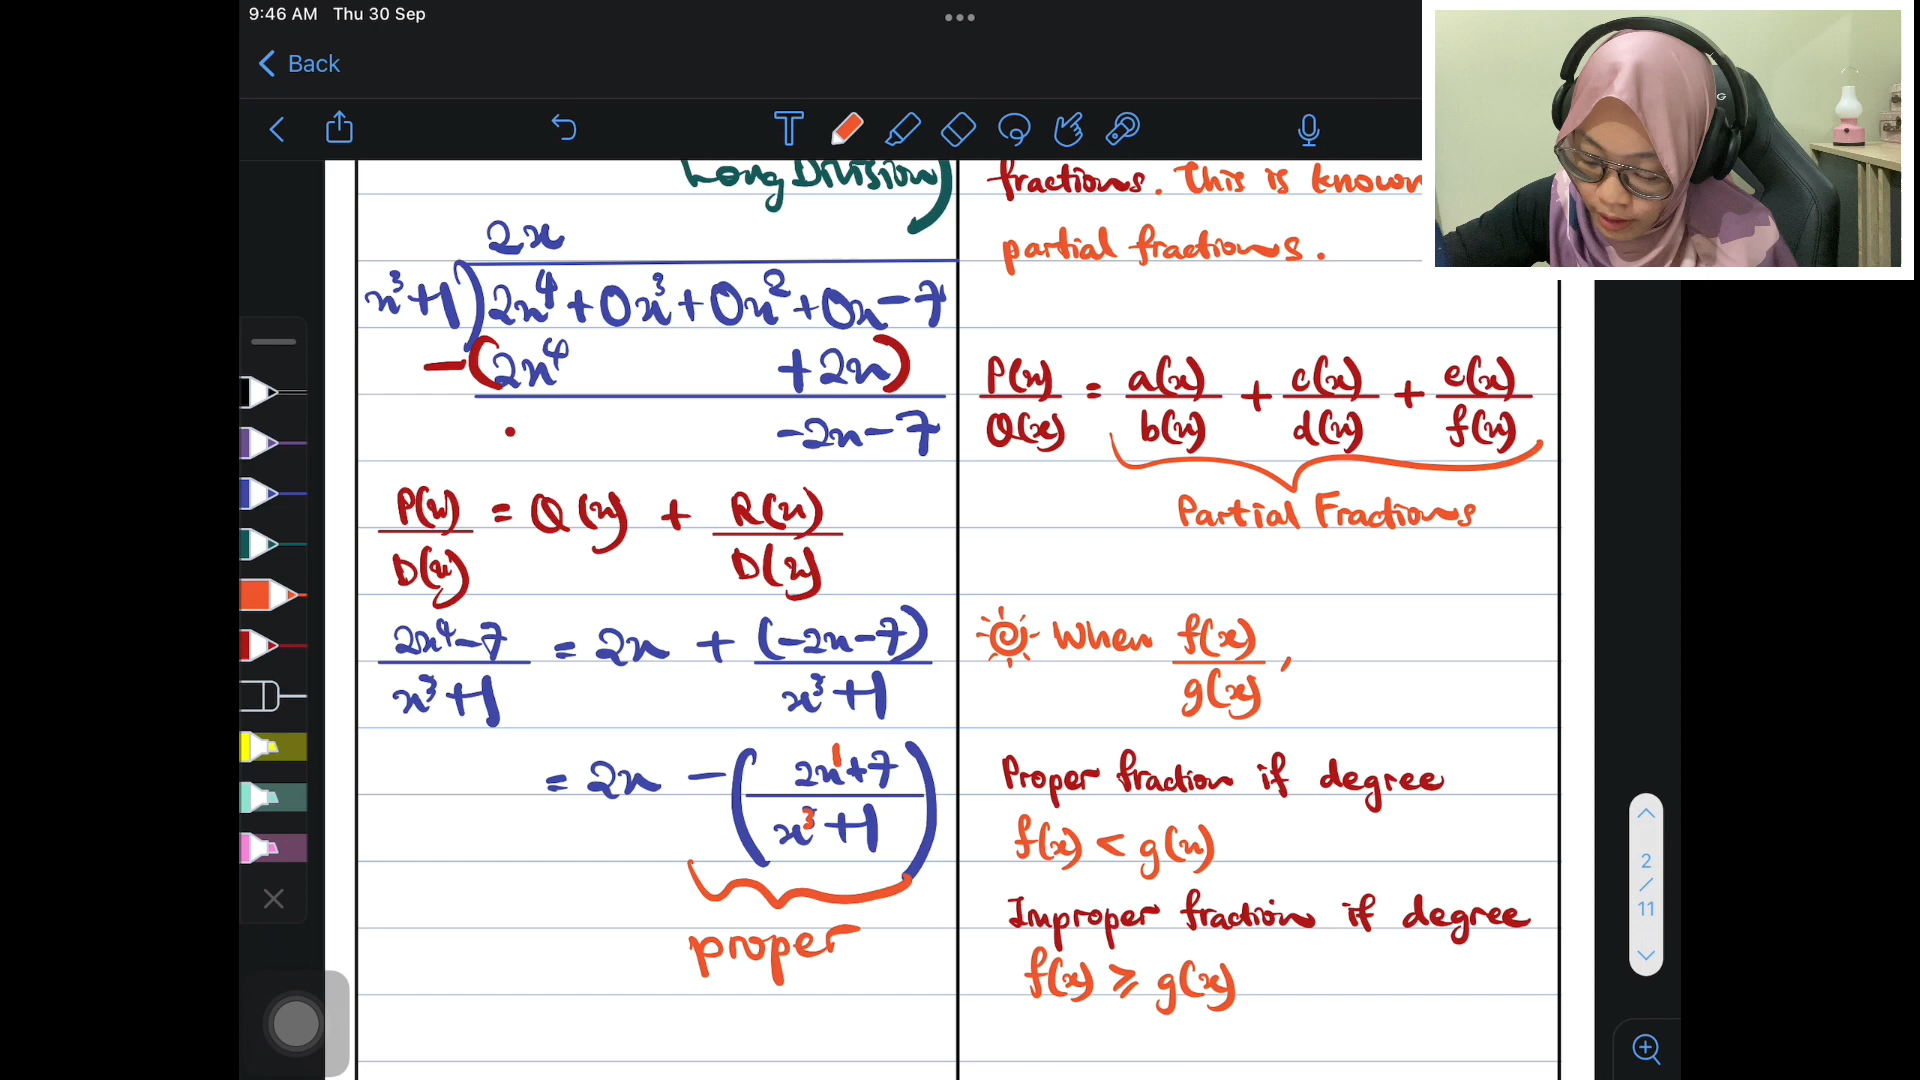 9:46 AM Thu 30 Sep
Back
Long Division
2x
x³+1)2x⁴+0x³+0x²+0x-7
-(2x⁴ +2x)
-2x-7
P(x)/D(x) = Q(x) + R(x)/D(x)
2x⁴-7/x³+1 = 2x + (-2x-7)/x³+1
= 2x - (2x¹+7/x³+1)
proper
fractions. This is known
partial fractions.
P(x)/Q(x) = a(x)/b(x) + c(x)/d(x) + e(x)/f(x)
Partial Fractions
When f(x)/g(x),
Proper fraction if degree
f(x) < g(x)
Improper fraction if degree
f(x) ⩾ g(x)
2
/
11